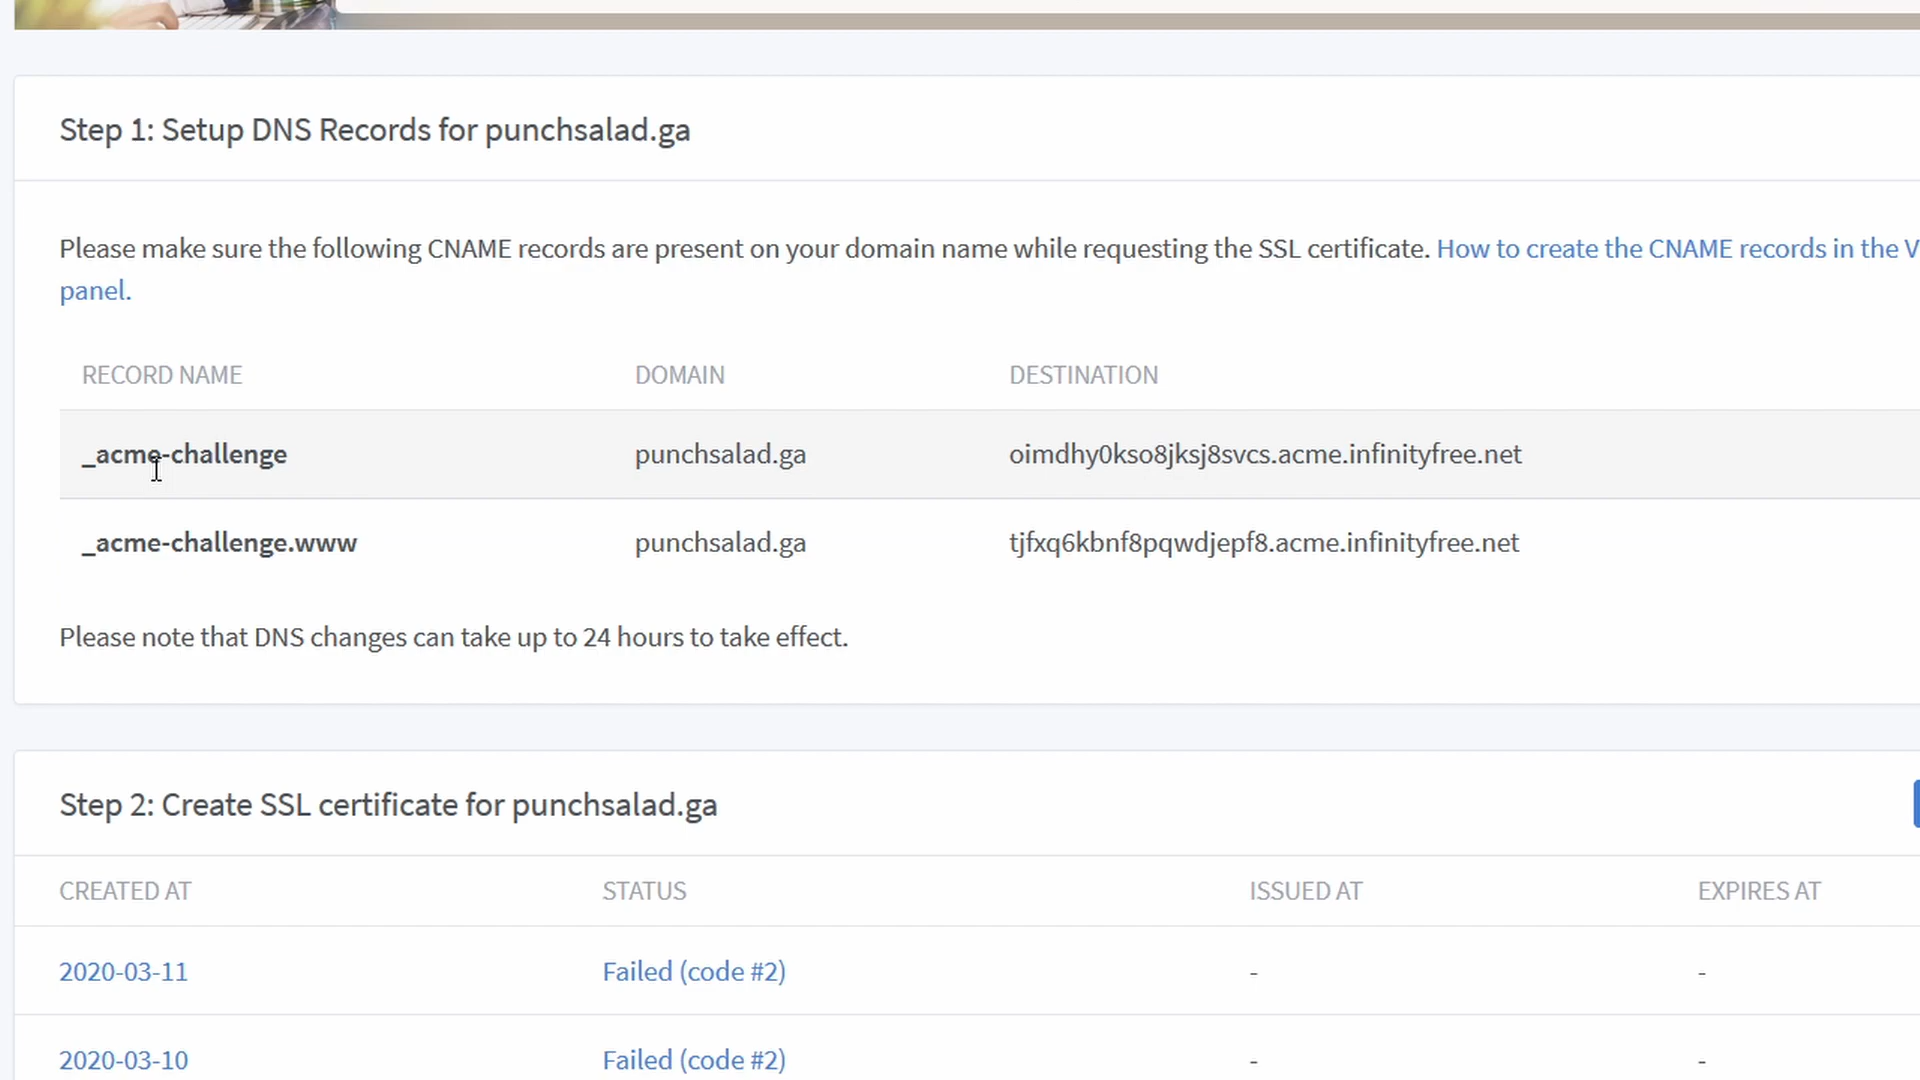 Step 1: Setup DNS Records for punchsalad.ga
Please make sure the following CNAME records are present on your domain name while requesting the SSL certificate. How to create the CNAME records in the V
panel.
RECORD NAME DOMAIN DESTINATION
_acme-challenge punchsalad.ga oimdhy0kso8jksj8svcs.acme.infinityfree.net
_acme-challenge.www punchsalad.ga tjfxq6kbnf8pqwdjepf8.acme.infinityfree.net
Please note that DNS changes can take up to 24 hours to take effect.
Step 2: Create SSL certificate for punchsalad.ga
CREATED AT STATUS ISSUED AT EXPIRES AT
2020-03-11 Failed (code #2) - -
2020-03-10 Failed (code #2) - -